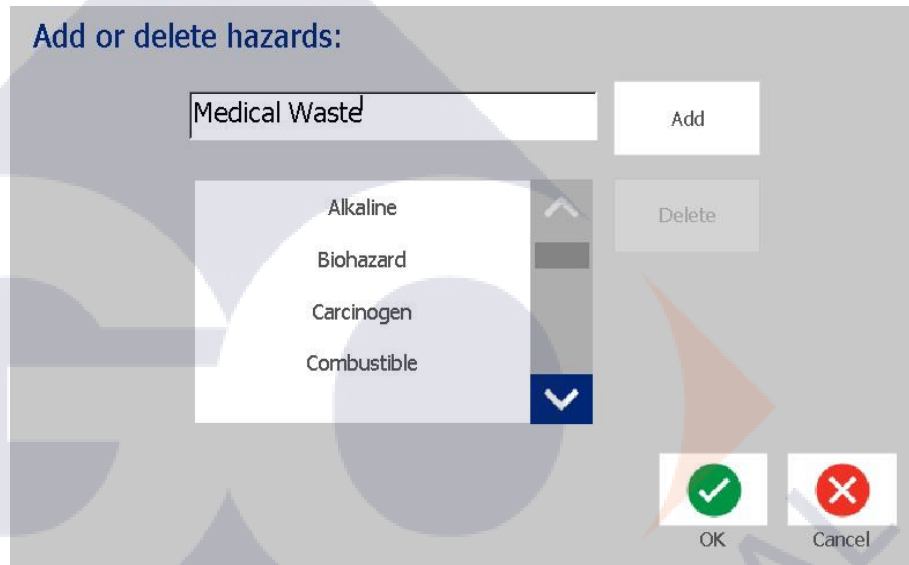 Add or delete hazards:
Medical Waste
Add
Alkaline
Delete
Biohazard
Carcinogen
Combustible
OK
Cancel